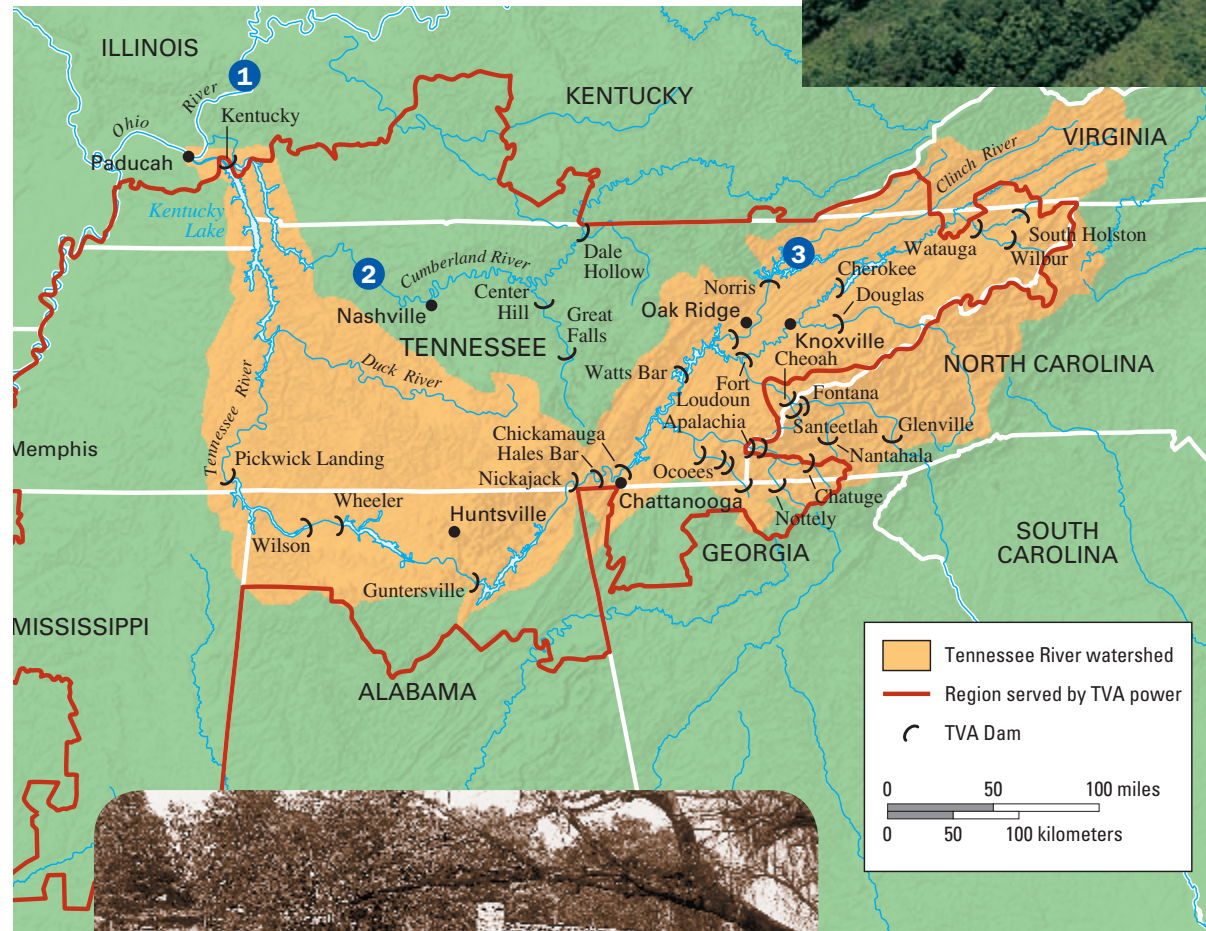 ILLINOIS
1
River
Ohio
Kentucky
KENTUCKY
Paducah
VIRGINIA
Clinch River
Kentucky
Lake
2
Cumberland River
Dale
Hollow
3
Watauga
South Holston
Wilbur
Norris
Cherokee
Douglas
Center
Hill
Nashville
Great
Falls
Oak Ridge
Knoxville
TENNESSEE
Duck River
Watts Bar
Fort
Loudoun
Cheoah
Fontana
NORTH CAROLINA
Tennessee River
Memphis
Apalachia
Santeetlah
Glenville
Nantahala
Chickamauga
Hales Bar
Nickajack
Pickwick Landing
Ocoees
Chattanooga
Chatuge
Nottely
Wheeler
Huntsville
Wilson
GEORGIA
SOUTH
CAROLINA
Guntersville
MISSISSIPPI
ALABAMA
Tennessee River watershed
Region served by TVA power
TVA Dam
0 50 100 miles
0 50 100 kilometers